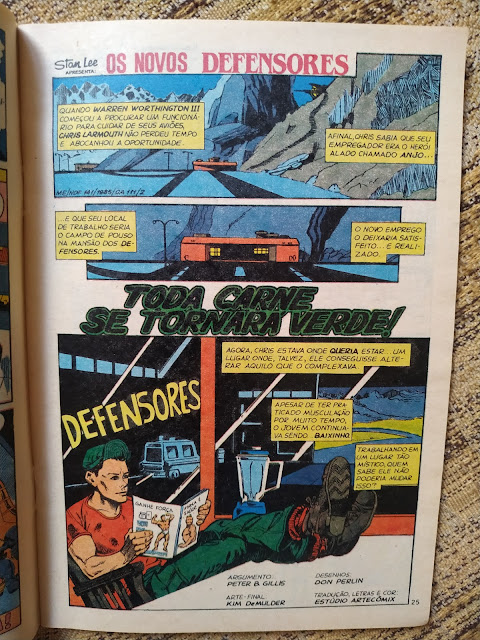 Stan Lee
APRESENTA:
OS NOVOS DEFENSORES
QUANDO WARREN WORTHINGTON III
COMEÇOU A PROCURAR UM FUNCIONÁ-
RIO PARA CUIDAR DE SEUS AVIÕES,
CHRIS LARMOUTH NÃO PERDEU TEMPO
E ABOCANHOU A OPORTUNIDADE.
AFINAL, CHRIS SABIA QUE SEU
EMPREGADOR ERA O HERÓI
ALADO CHAMADO ANJO...
...E QUE SEU LOCAL
DE TRABALHO SERIA
O CAMPO DE POUSO
NA MANSÃO DOS DE-
FENSORES.
O NOVO EMPREGO
O DEIXARIA SATIS-
FEITO...E REALI-
ZADO.
TODA CARNE
SE TORNARÁ VERDE!
AGORA, CHRIS ESTAVA ONDE QUERIA ESTAR...UM
LUGAR ONDE, TALVEZ, ELE CONSEGUISSE ALTE-
RAR AQUILO QUE O COMPLEXAVA.
DEFENSORES
APESAR DE TER PRA-
TICADO MUSCULAÇÃO
POR MUITO TEMPO,
O JOVEM CONTINUA-
VA SENDO BAIXINHO.
TRABALHANDO EM
UM LUGAR TÃO
MÍSTICO, QUEM
SABE ELE NÃO
PODERIA MUDAR
ISSO?
GANHE FORÇA
ARGUMENTO:
PETER B. GILLIS
DESENHOS:
DON PERLIN
ARTE-FINAL:
KIM DeMULDER
TRADUÇÃO, LETRAS E COR:
ESTÚDIO ARTECÔMIX
25